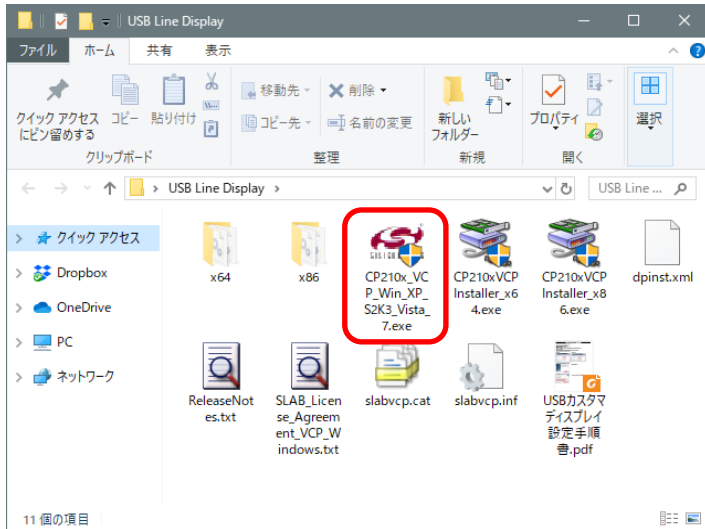 USB Line Display
ファイル ホーム 共有 表示
クイック アクセス
にピン留めする
コピー
貼り付け
移動先
コピー先
削除
名前の変更
新しい
フォルダー
プロパティ
選択
クリップボード 整理 新規 開く
USB Line Display
USB Line ...
クイック アクセス
Dropbox
OneDrive
PC
ネットワーク
x64
x86
CP210x_VC
P_Win_XP_
S2K3_Vista_
7.exe
CP210xVCP
Installer_x6
4.exe
CP210xVCP
Installer_x8
6.exe
dpinst.xml
ReleaseNot
es.txt
SLAB_Licen
se_Agreem
ent_VCP_W
indows.txt
slabvcp.cat
slabvcp.inf
USBカスタマ
ディスプレイ
設定手順
書.pdf
11 個の項目